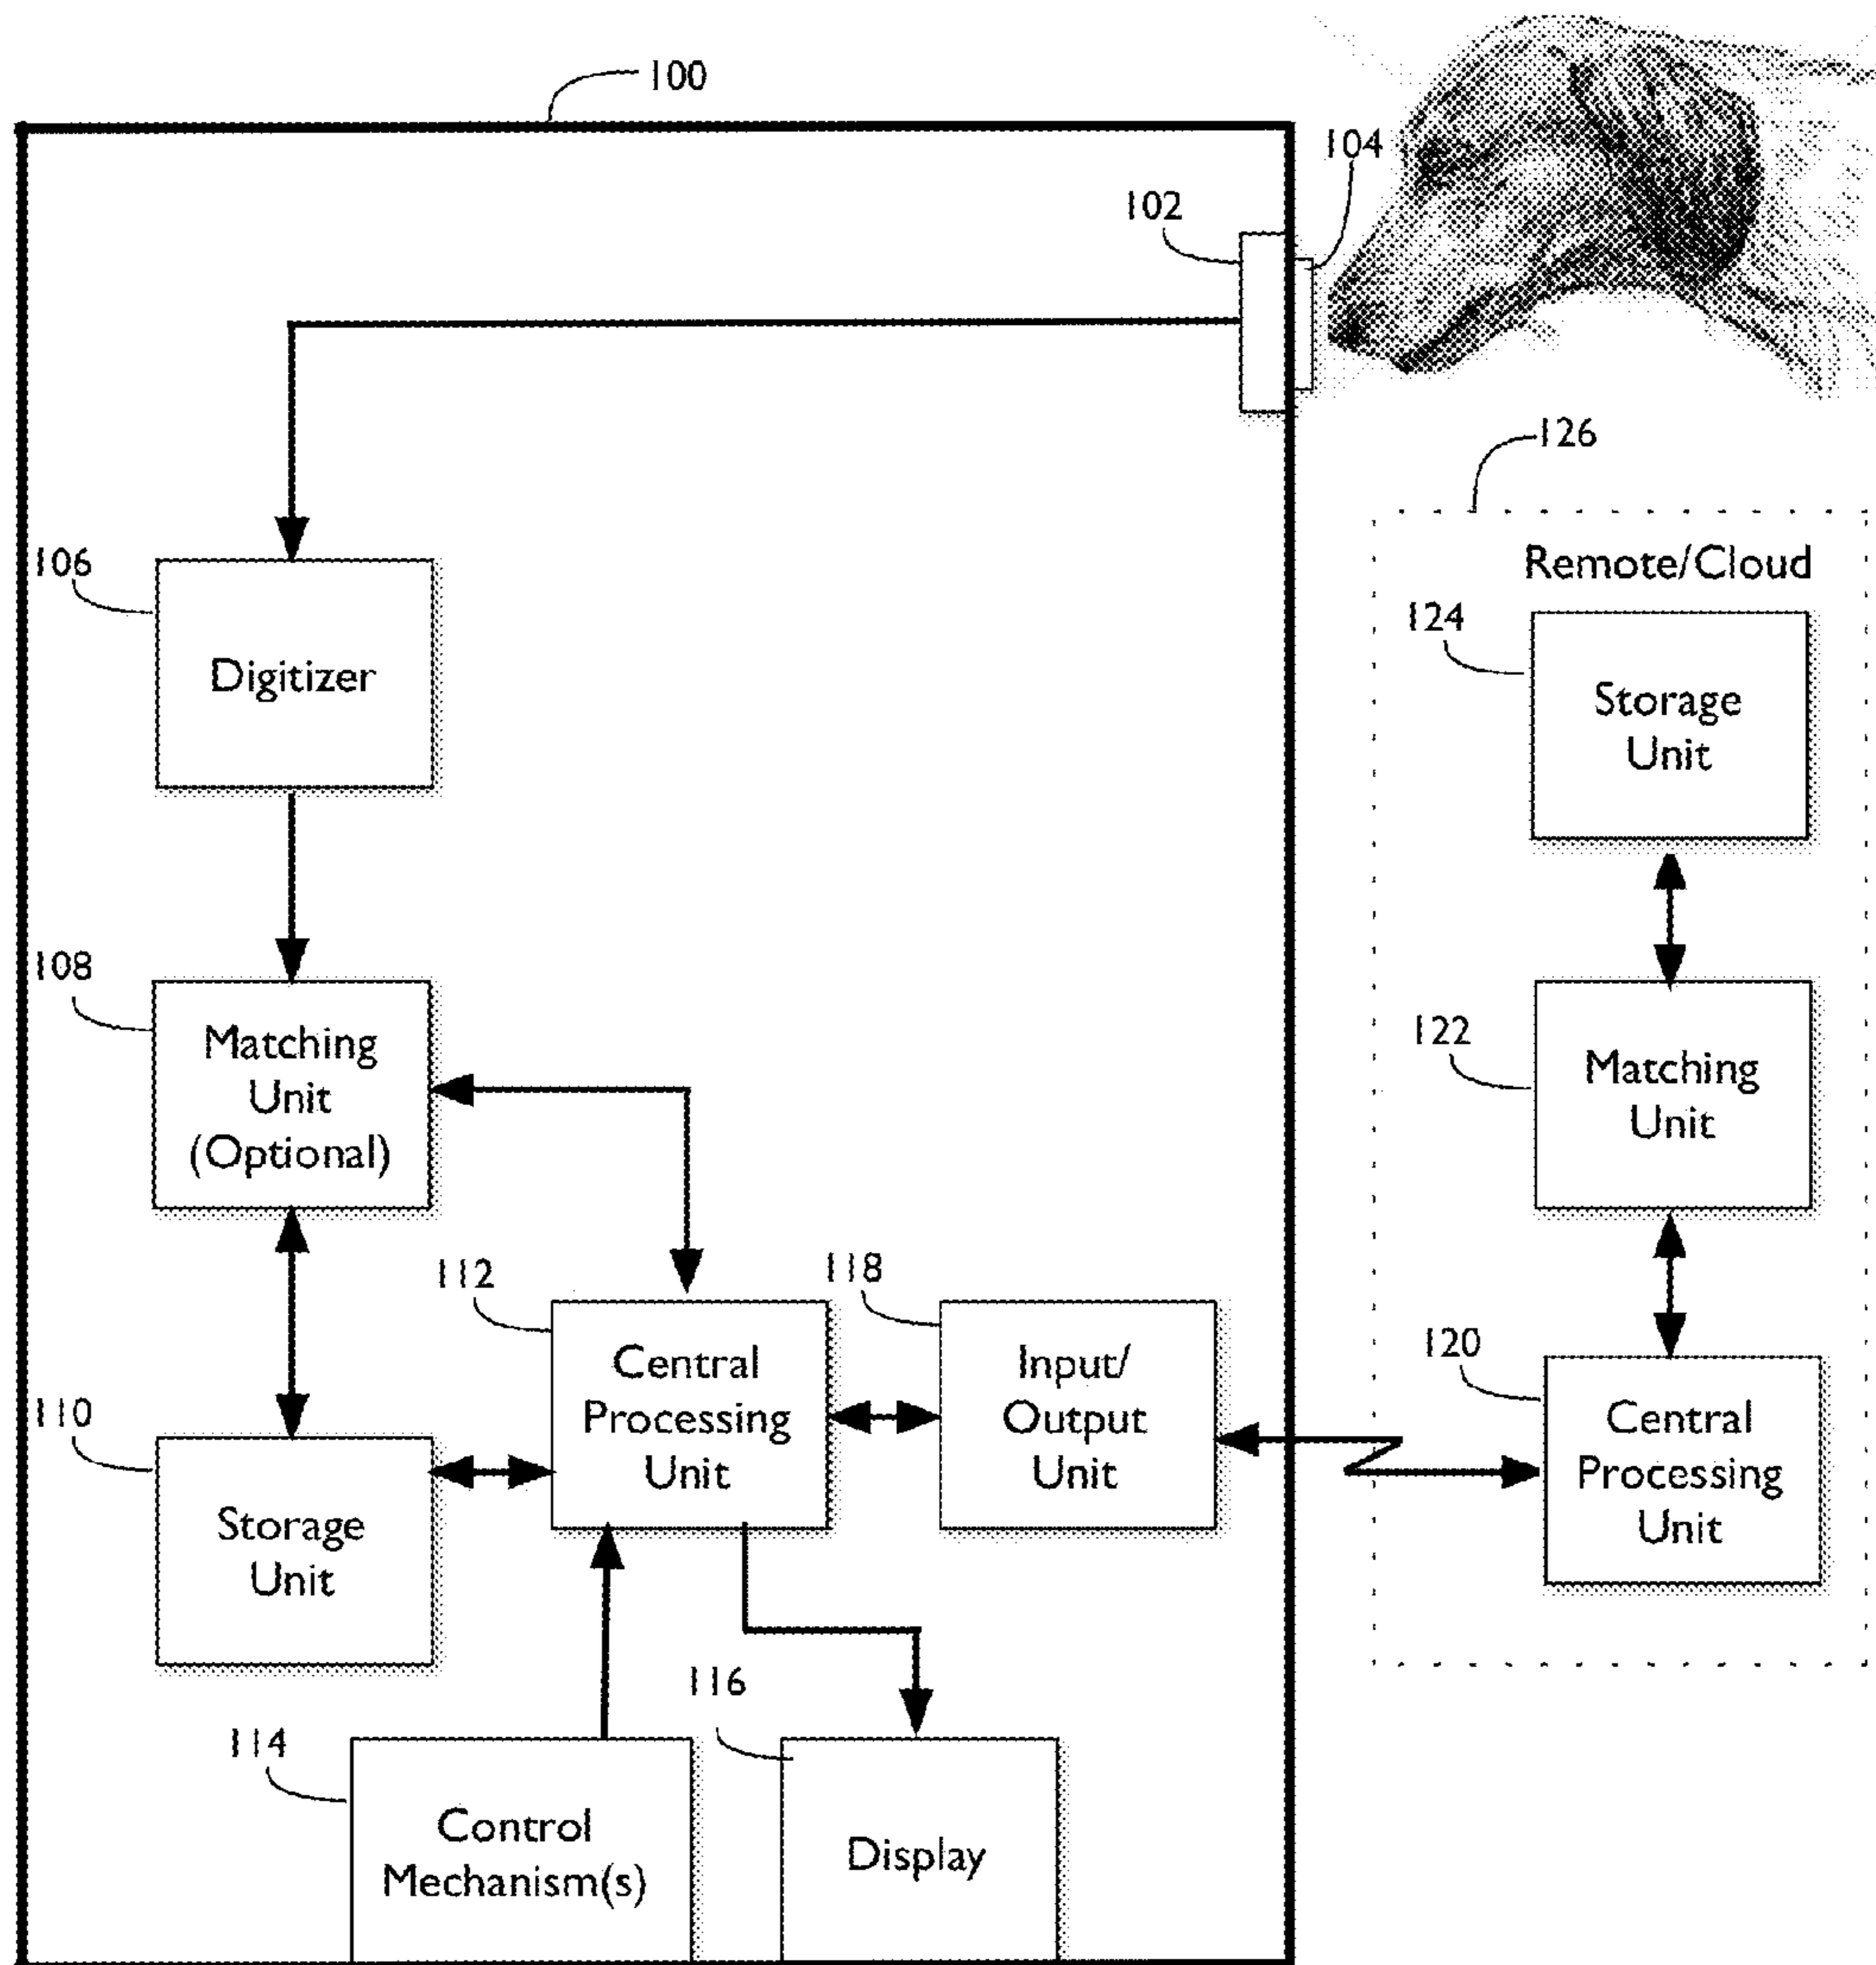 100
104
102
126
106
Digitizer
Remote/Cloud
124
Storage
Unit
108
Matching
Unit
(Optional)
122
Matching
Unit
112
Central
Processing
Unit
118
Input/
Output
Unit
120
Central
Processing
Unit
110
Storage
Unit
114
Control
Mechanism(s)
116
Display